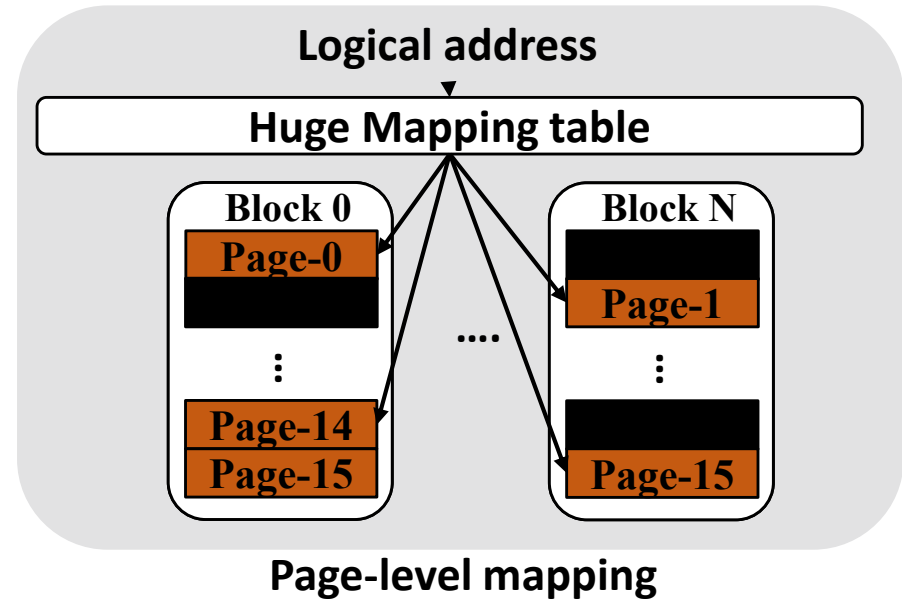 Logical address
Huge Mapping table
Block 0
Page-0
⋮
Page-14
Page-15
....
Block N
Page-1
⋮
Page-15
Page-level mapping